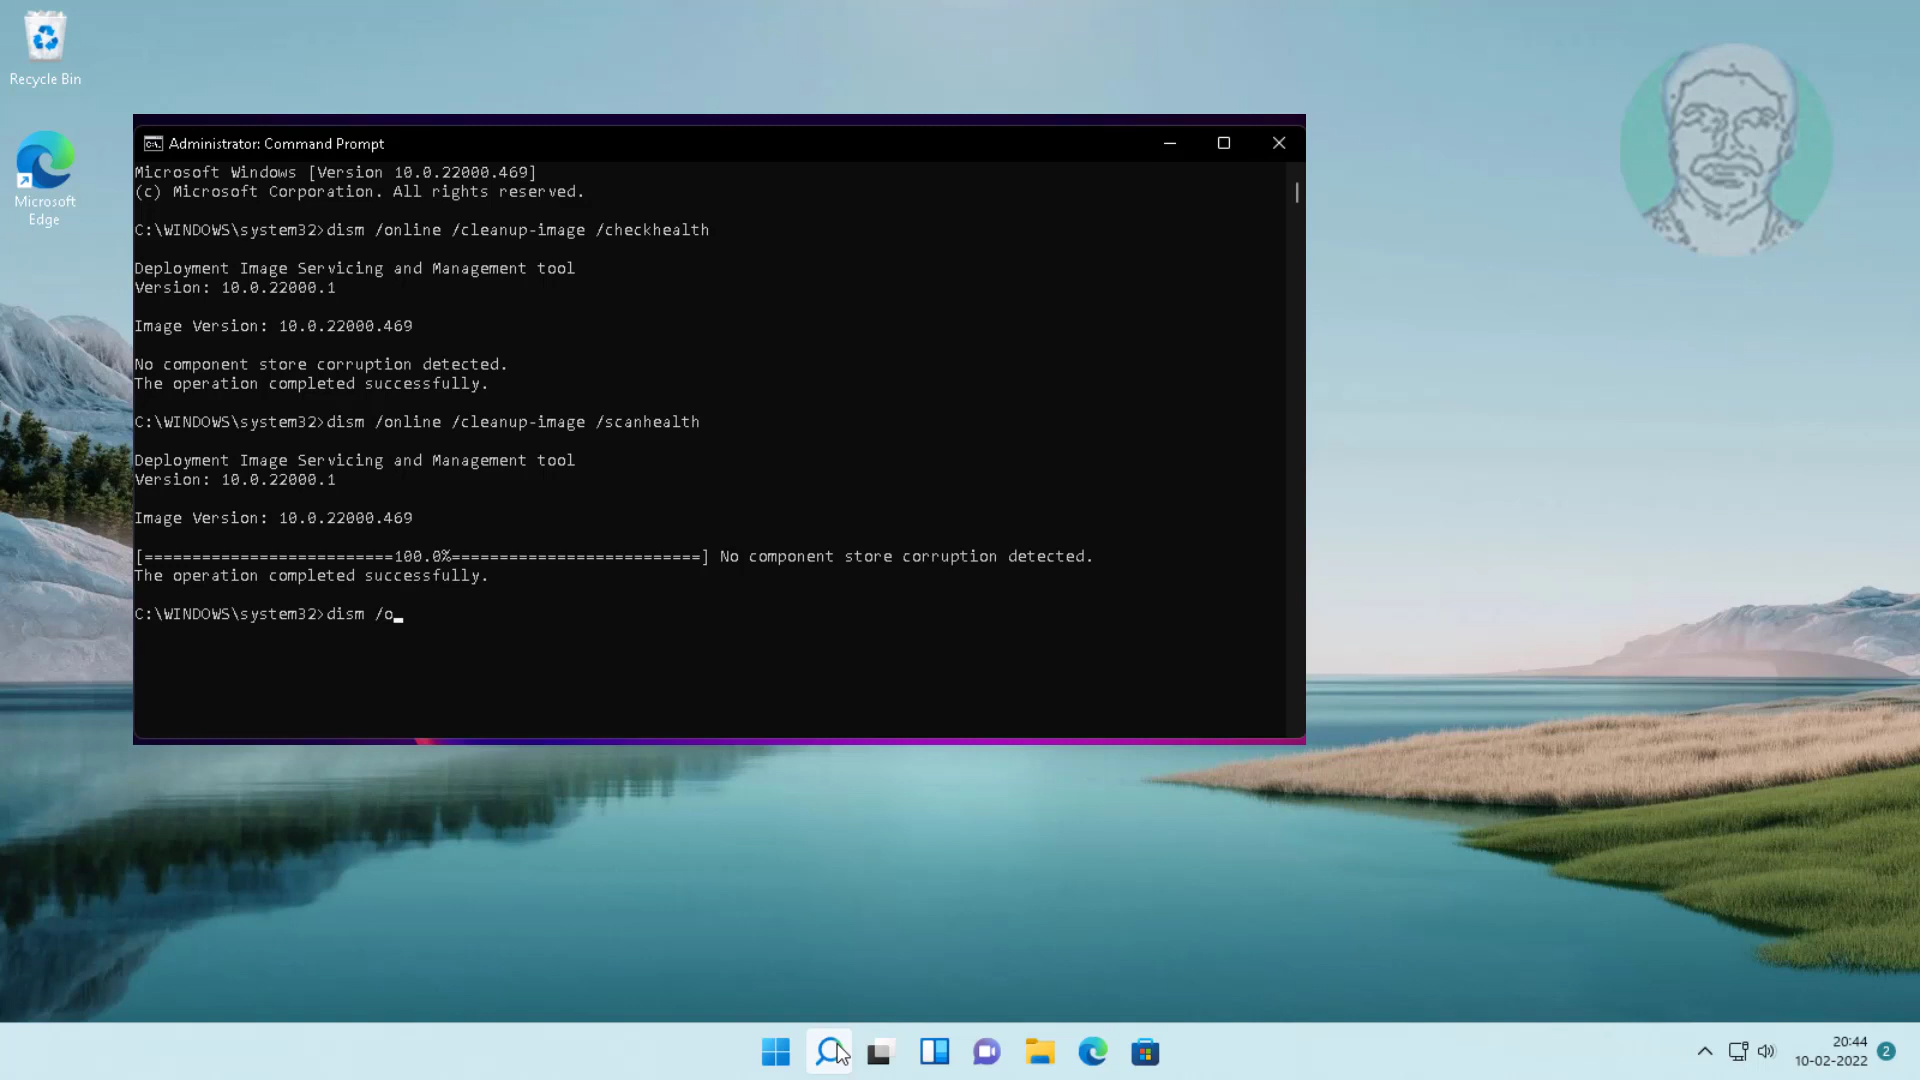 Recycle Bin
Microsoft
Edge
Administrator: Command Prompt
Microsoft Windows [Version 10.0.22000.469]
(c) Microsoft Corporation. All rights reserved.
C:\WINDOWS\system32>dism /online /cleanup-image /checkhealth
Deployment Image Servicing and Management tool
Version: 10.0.22000.1
Image Version: 10.0.22000.469
No component store corruption detected.
The operation completed successfully.
C:\WINDOWS\system32>dism /online /cleanup-image /scanhealth
Deployment Image Servicing and Management tool
Version: 10.0.22000.1
Image Version: 10.0.22000.469
[==========================100.0%==========================] No component store corruption detected.
The operation completed successfully.
C:\WINDOWS\system32>dism /o_
20:44
10-02-2022
2